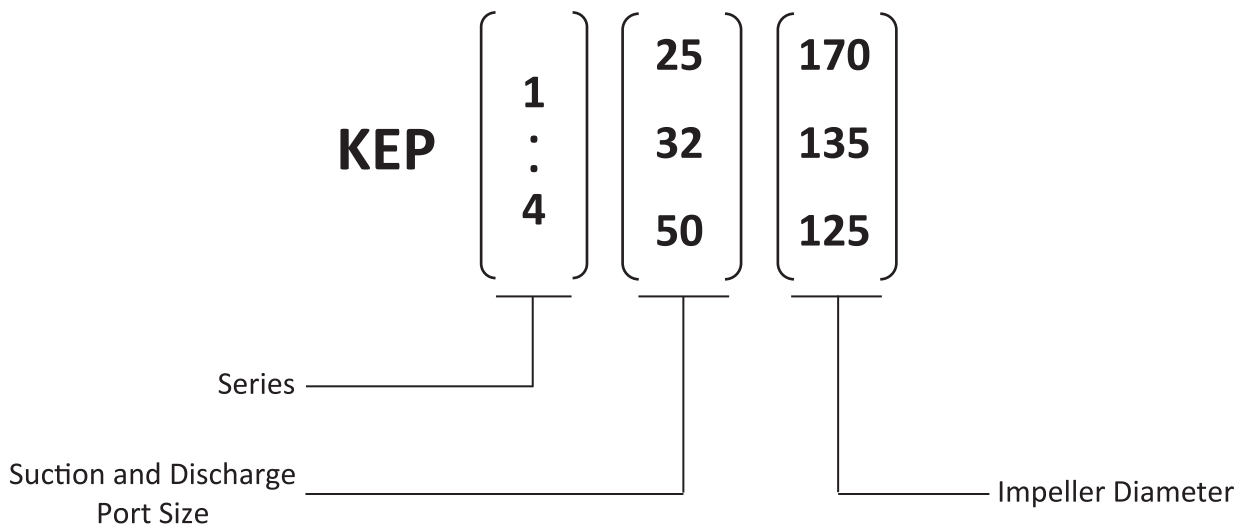 KEP
1
:
4
25
32
50
170
135
125
Series
Suction and Discharge
Port Size
Impeller Diameter